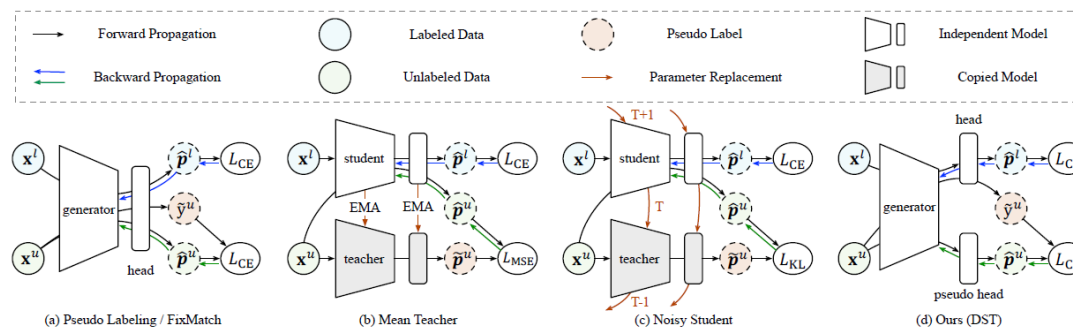 Forward Propagation Labeled Data Pseudo Label Independent Model
Backward Propagation Unlabeled Data Parameter Replacement Copied Model
x^l generator head p̂^l L_CE
ỹ^u
x^u p̂^u L_CE
(a) Pseudo Labeling / FixMatch
x^l student p̂^l L_CE
EMA EMA p̂^u
x^u teacher p̃^u L_MSE
(b) Mean Teacher
T+1
x^l student p̂^l L_CE
T p̂^u
x^u teacher p̃^u L_KL
T-1
(c) Noisy Student
head
x^l p̂^l L_C
generator ỹ^u
x^u p̂^u L_C
pseudo head
(d) Ours (DST)